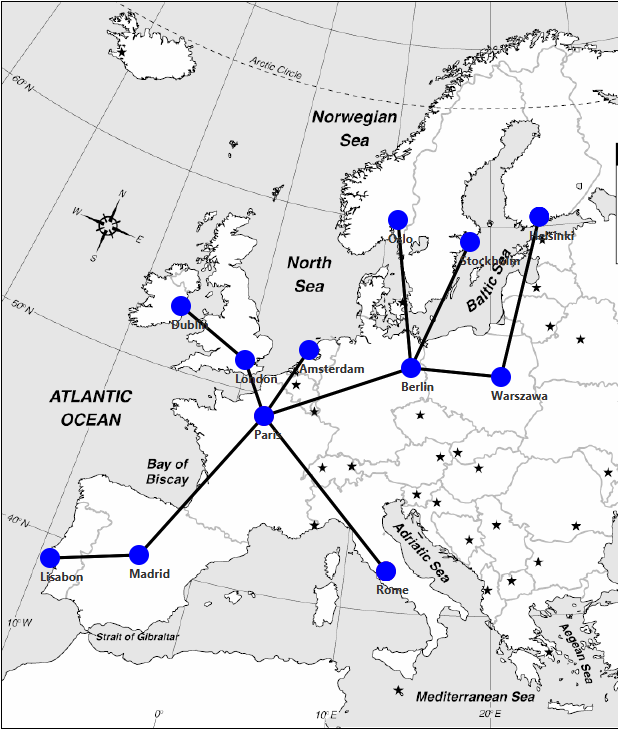 Arctic Circle
60°N
Norwegian
Sea
N
W
E
S
Oslo
Helsinki
Stockholm
North
Sea
Baltic Sea
50°N
Dublin
London
Amsterdam
Berlin
Warszawa
ATLANTIC
OCEAN
Paris
Bay of
Biscay
40°N
Adriatic Sea
Lisabon
Madrid
Rome
10°W
Strait of Gibraltar
Aegean Sea
Mediterranean Sea
0°
10°E
20°E